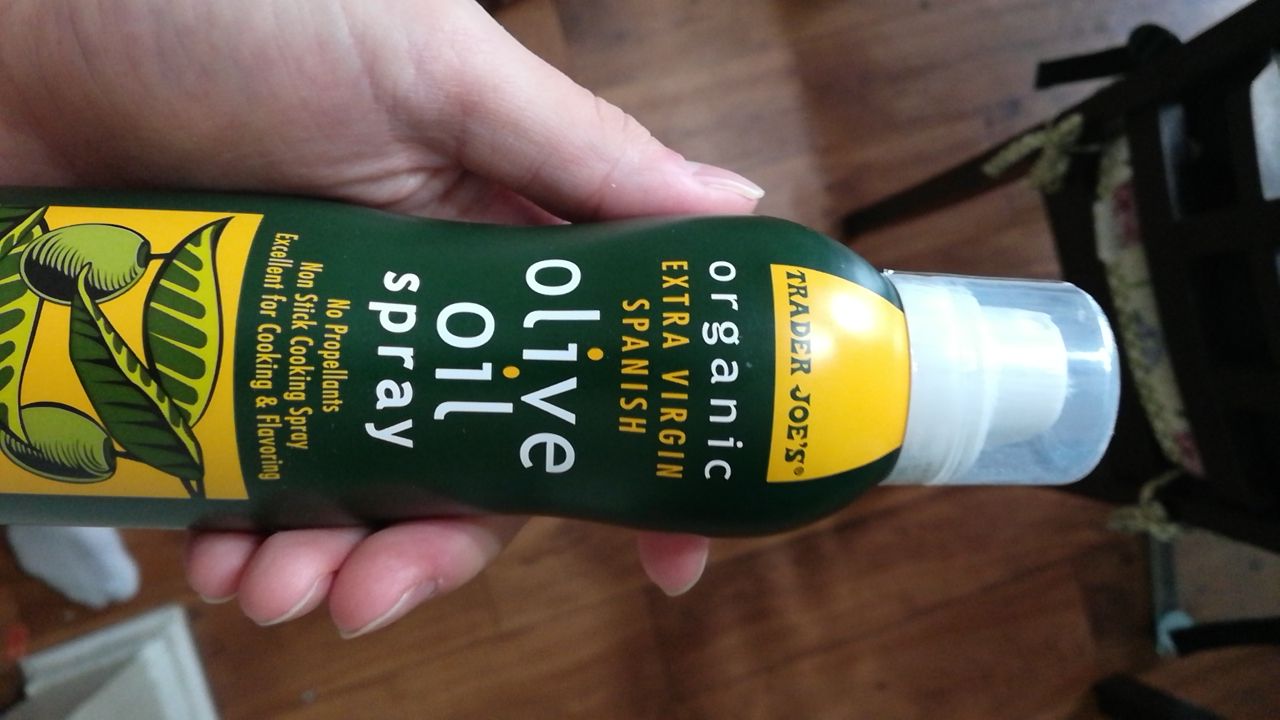 TRADER JOE'S®
organic
EXTRA VIRGIN
SPANISH
olive
oil
spray
No Propellants
Non Stick Cooking Spray
Excellent for Cooking & Flavoring